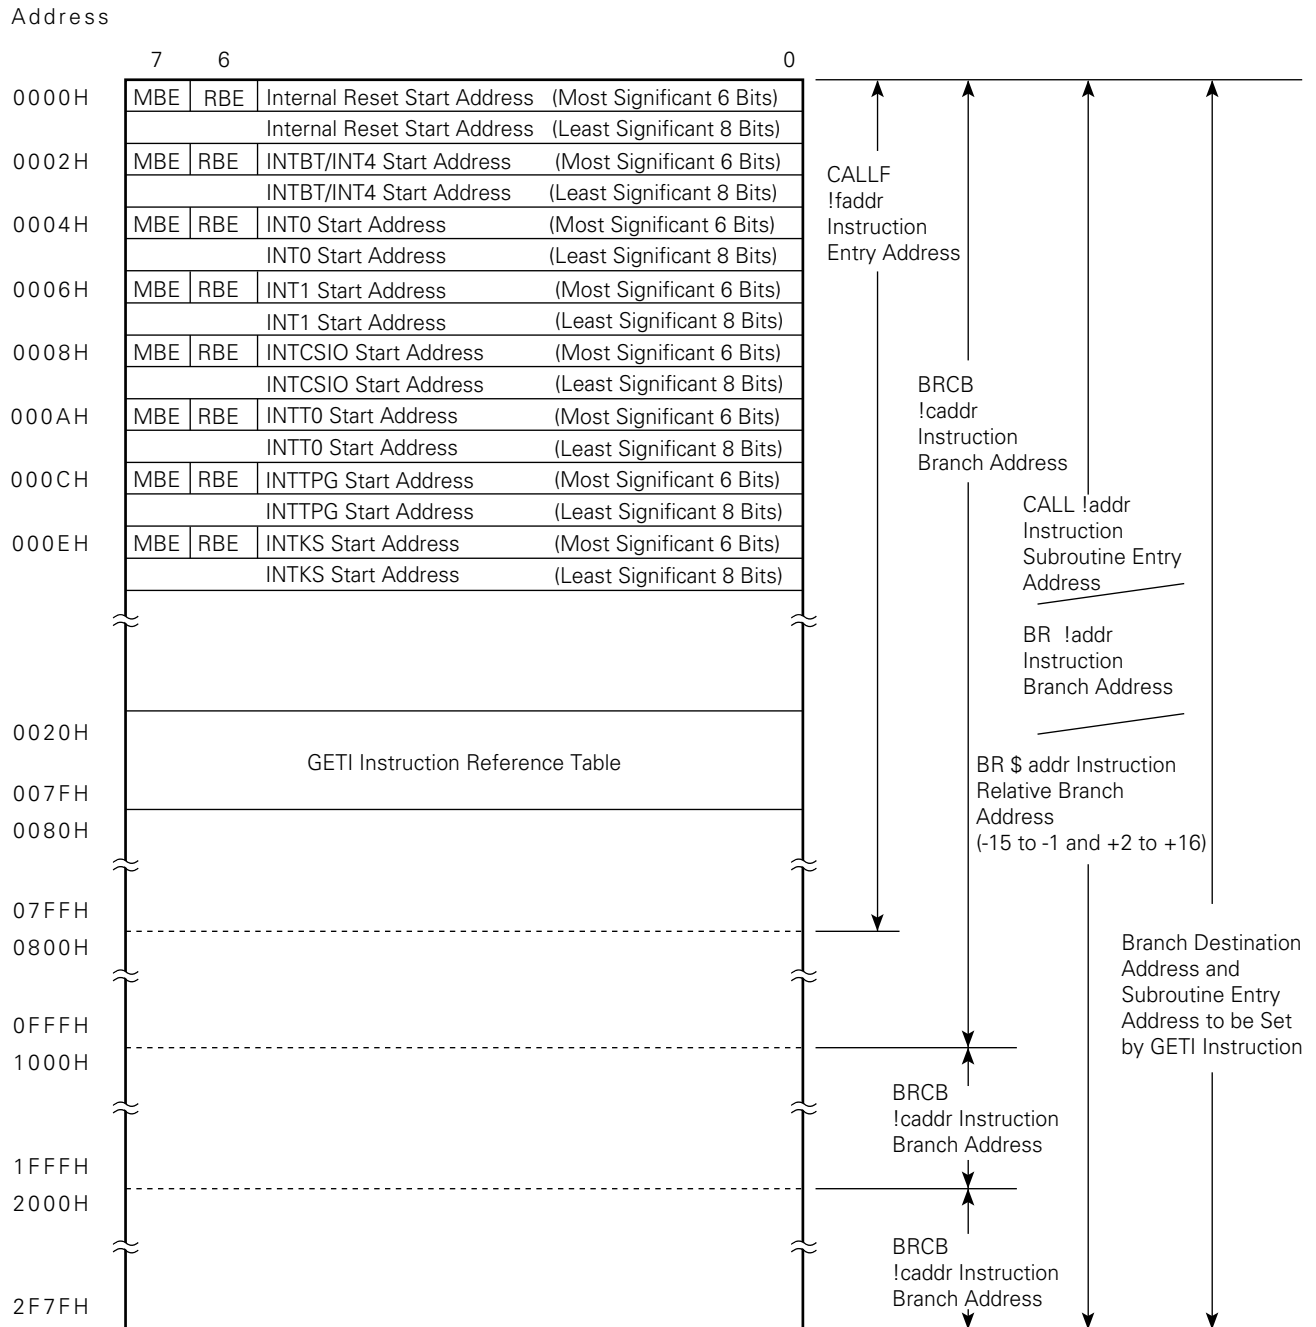 Address
7 6 0
0000H MBE RBE Internal Reset Start Address (Most Significant 6 Bits)
Internal Reset Start Address (Least Significant 8 Bits)
0002H MBE RBE INTBT/INT4 Start Address (Most Significant 6 Bits)
INTBT/INT4 Start Address (Least Significant 8 Bits)
0004H MBE RBE INT0 Start Address (Most Significant 6 Bits)
INT0 Start Address (Least Significant 8 Bits)
0006H MBE RBE INT1 Start Address (Most Significant 6 Bits)
INT1 Start Address (Least Significant 8 Bits)
0008H MBE RBE INTCSIO Start Address (Most Significant 6 Bits)
INTCSIO Start Address (Least Significant 8 Bits)
000AH MBE RBE INTT0 Start Address (Most Significant 6 Bits)
INTT0 Start Address (Least Significant 8 Bits)
000CH MBE RBE INTTPG Start Address (Most Significant 6 Bits)
INTTPG Start Address (Least Significant 8 Bits)
000EH MBE RBE INTKS Start Address (Most Significant 6 Bits)
INTKS Start Address (Least Significant 8 Bits)
0020H
GETI Instruction Reference Table
007FH
0080H
07FFH
0800H
0FFFH
1000H
1FFFH
2000H
2F7FH
CALLF
!faddr
Instruction
Entry Address
BRCB
!caddr
Instruction
Branch Address
CALL !addr
Instruction
Subroutine Entry
Address
BR !addr
Instruction
Branch Address
BR $ addr Instruction
Relative Branch
Address
(-15 to -1 and +2 to +16)
Branch Destination
Address and
Subroutine Entry
Address to be Set
by GETI Instruction
BRCB
!caddr Instruction
Branch Address
BRCB
!caddr Instruction
Branch Address